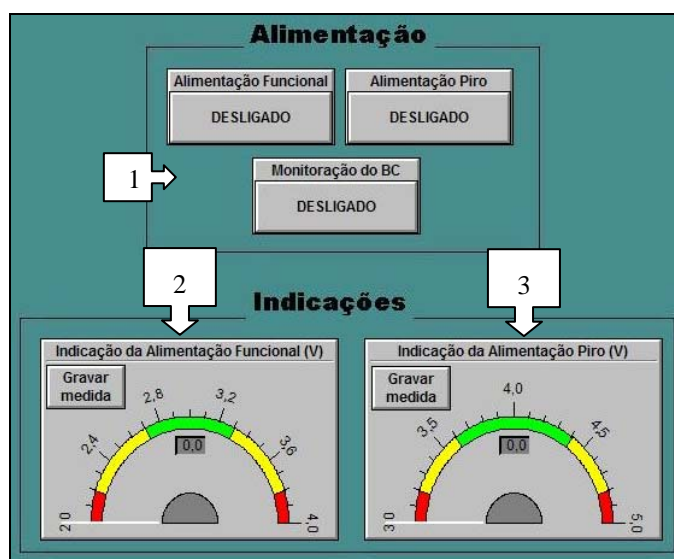 Alimentação
Alimentação Funcional
Alimentação Piro
DESLIGADO
DESLIGADO
1
Monitoração do BC
DESLIGADO
2
3
Indicações
Indicação da Alimentação Funcional (V)
Gravar
medida
2,0
2,4
2,8
3,2
3,6
4,0
0,0
Indicação da Alimentação Piro (V)
Gravar
medida
3,0
3,5
4,0
4,5
5,0
0,0